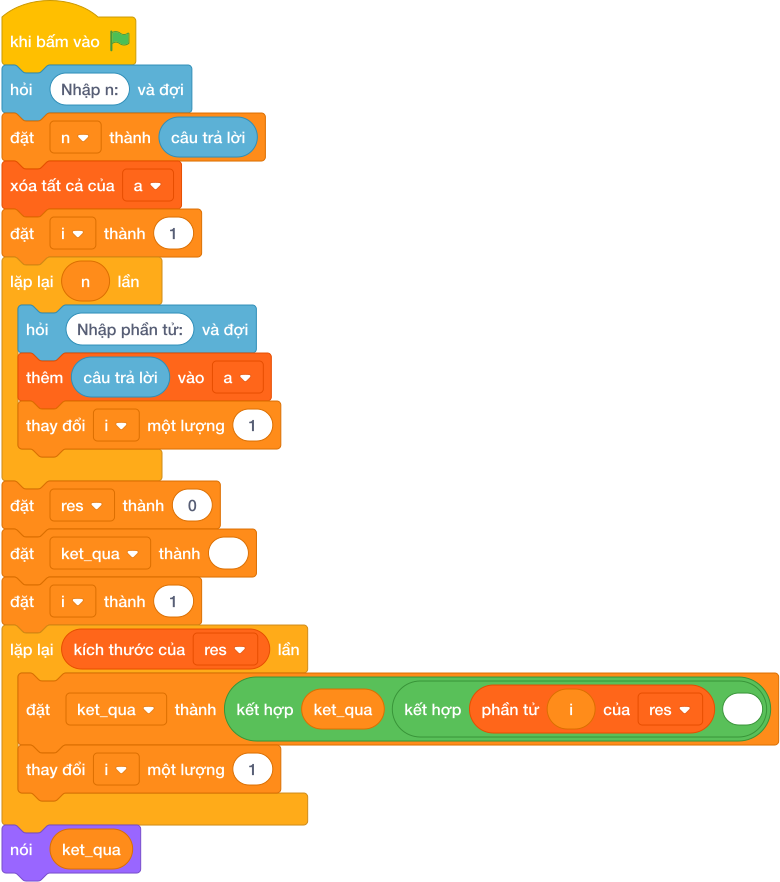 khi bấm vào
hỏi Nhập n: và đợi
đặt n thành câu trả lời
xóa tất cả của a
đặt i thành 1
lặp lại n lần
hỏi Nhập phần tử: và đợi
thêm câu trả lời vào a
thay đổi i một lượng 1
đặt res thành 0
đặt ket_qua thành
đặt i thành 1
lặp lại kích thước của res lần
đặt ket_qua thành kết hợp ket_qua kết hợp phần tử i của res
thay đổi i một lượng 1
nói ket_qua